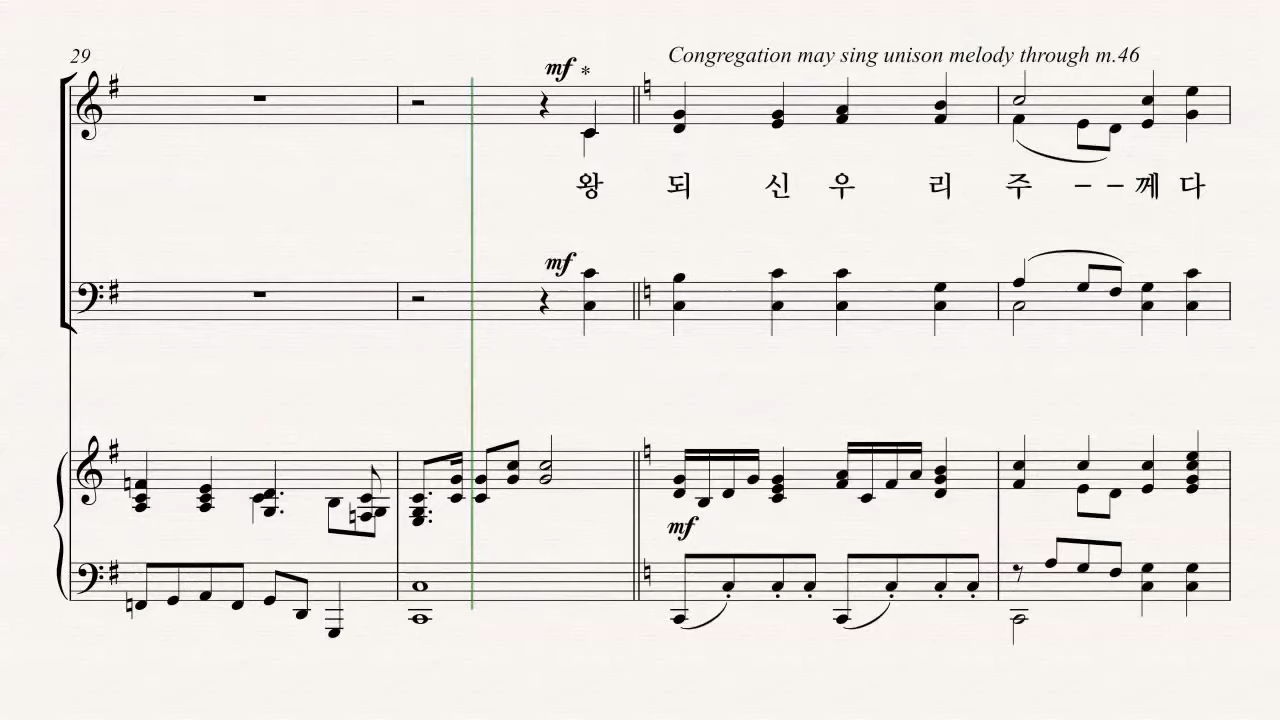 29
Congregation may sing unison melody through m.46
mf *
왕 되 신 우 리 주 – – 께 다
mf
mf